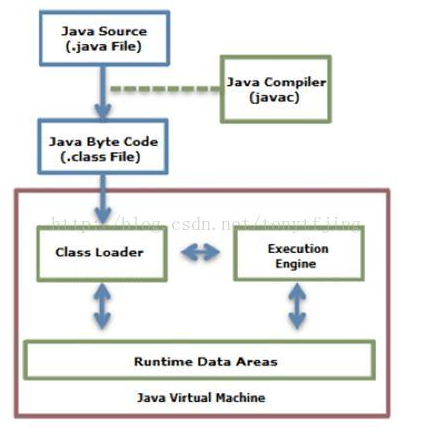 Java Source
(.java File)
Java Compiler
(javac)
Java Byte Code
(.class File)
http://blog.csdn.net/tonytfjing
Class Loader
Execution
Engine
Runtime Data Areas
Java Virtual Machine